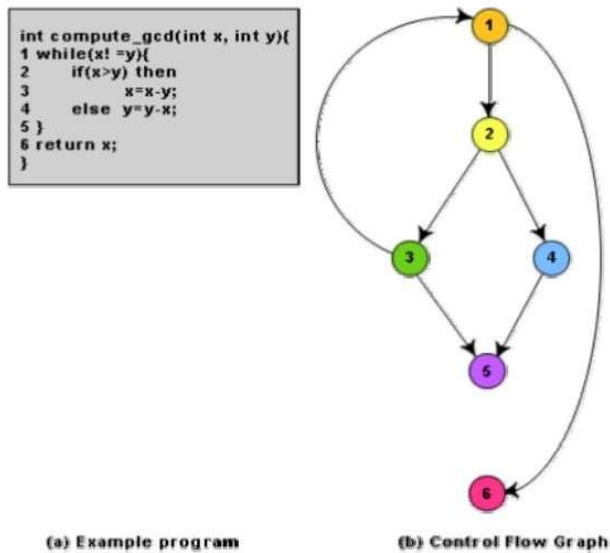 int compute_gcd(int x, int y){
1 while(x! =y){
2 if(x>y) then
3 x=x-y;
4 else y=y-x;
5 }
6 return x;
}
1
2
3
4
5
6
(a) Example program
(b) Control Flow Graph